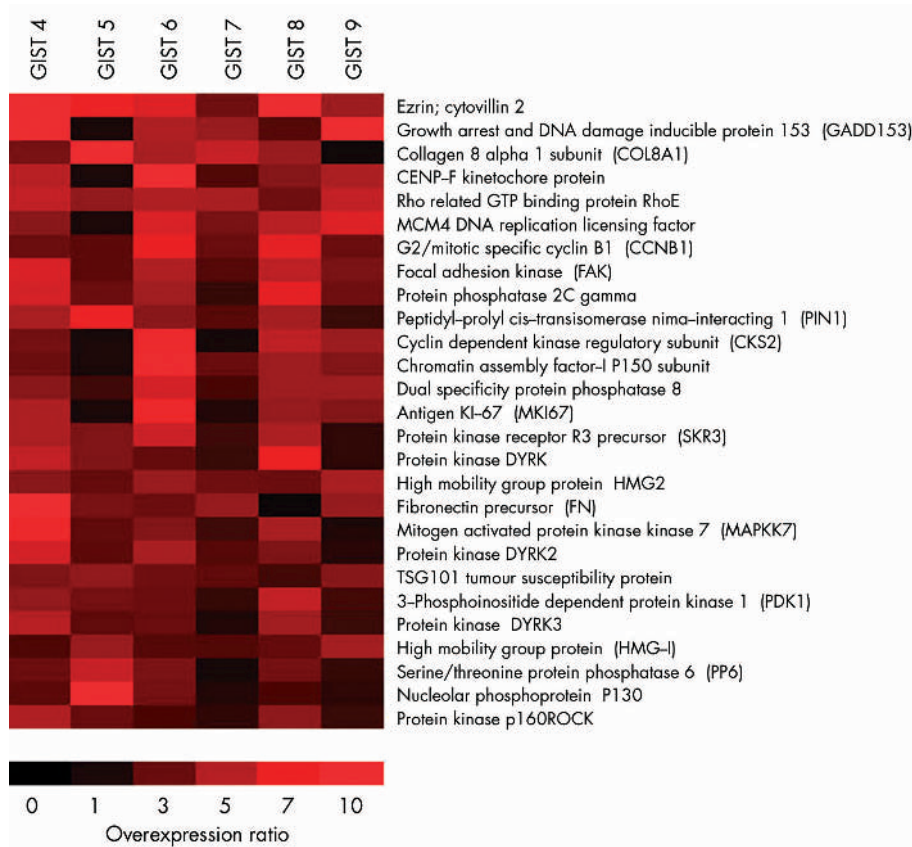 GIST 4 GIST 5 GIST 6 GIST 7 GIST 8 GIST 9
Ezrin; cytovillin 2
Growth arrest and DNA damage inducible protein 153 (GADD153)
Collagen 8 alpha 1 subunit (COL8A1)
CENP–F kinetochore protein
Rho related GTP binding protein RhoE
MCM4 DNA replication licensing factor
G2/mitotic specific cyclin B1 (CCNB1)
Focal adhesion kinase (FAK)
Protein phosphatase 2C gamma
Peptidyl–prolyl cis–transisomerase nima–interacting 1 (PIN1)
Cyclin dependent kinase regulatory subunit (CKS2)
Chromatin assembly factor–I P150 subunit
Dual specificity protein phosphatase 8
Antigen KI–67 (MKI67)
Protein kinase receptor R3 precursor (SKR3)
Protein kinase DYRK
High mobility group protein HMG2
Fibronectin precursor (FN)
Mitogen activated protein kinase kinase 7 (MAPKK7)
Protein kinase DYRK2
TSG101 tumour susceptibility protein
3–Phosphoinositide dependent protein kinase 1 (PDK1)
Protein kinase DYRK3
High mobility group protein (HMG–I)
Serine/threonine protein phosphatase 6 (PP6)
Nucleolar phosphoprotein P130
Protein kinase p160ROCK
0 1 3 5 7 10
Overexpression ratio